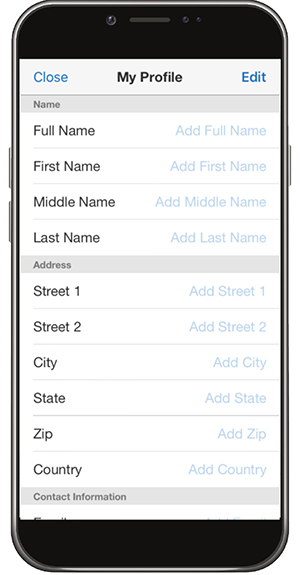 Close My Profile Edit
Name
Full Name Add Full Name
First Name Add First Name
Middle Name Add Middle Name
Last Name Add Last Name
Address
Street 1 Add Street 1
Street 2 Add Street 2
City Add City
State Add State
Zip Add Zip
Country Add Country
Contact Information